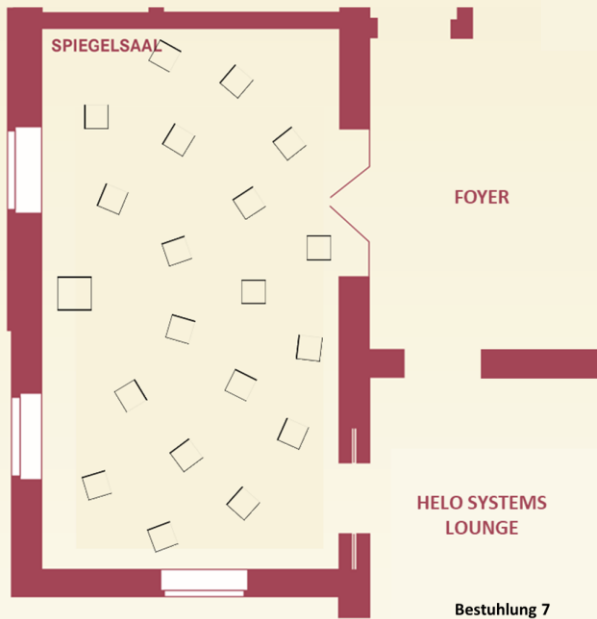 SPIEGELSAAL
FOYER
HELO SYSTEMS
LOUNGE
Bestuhlung 7